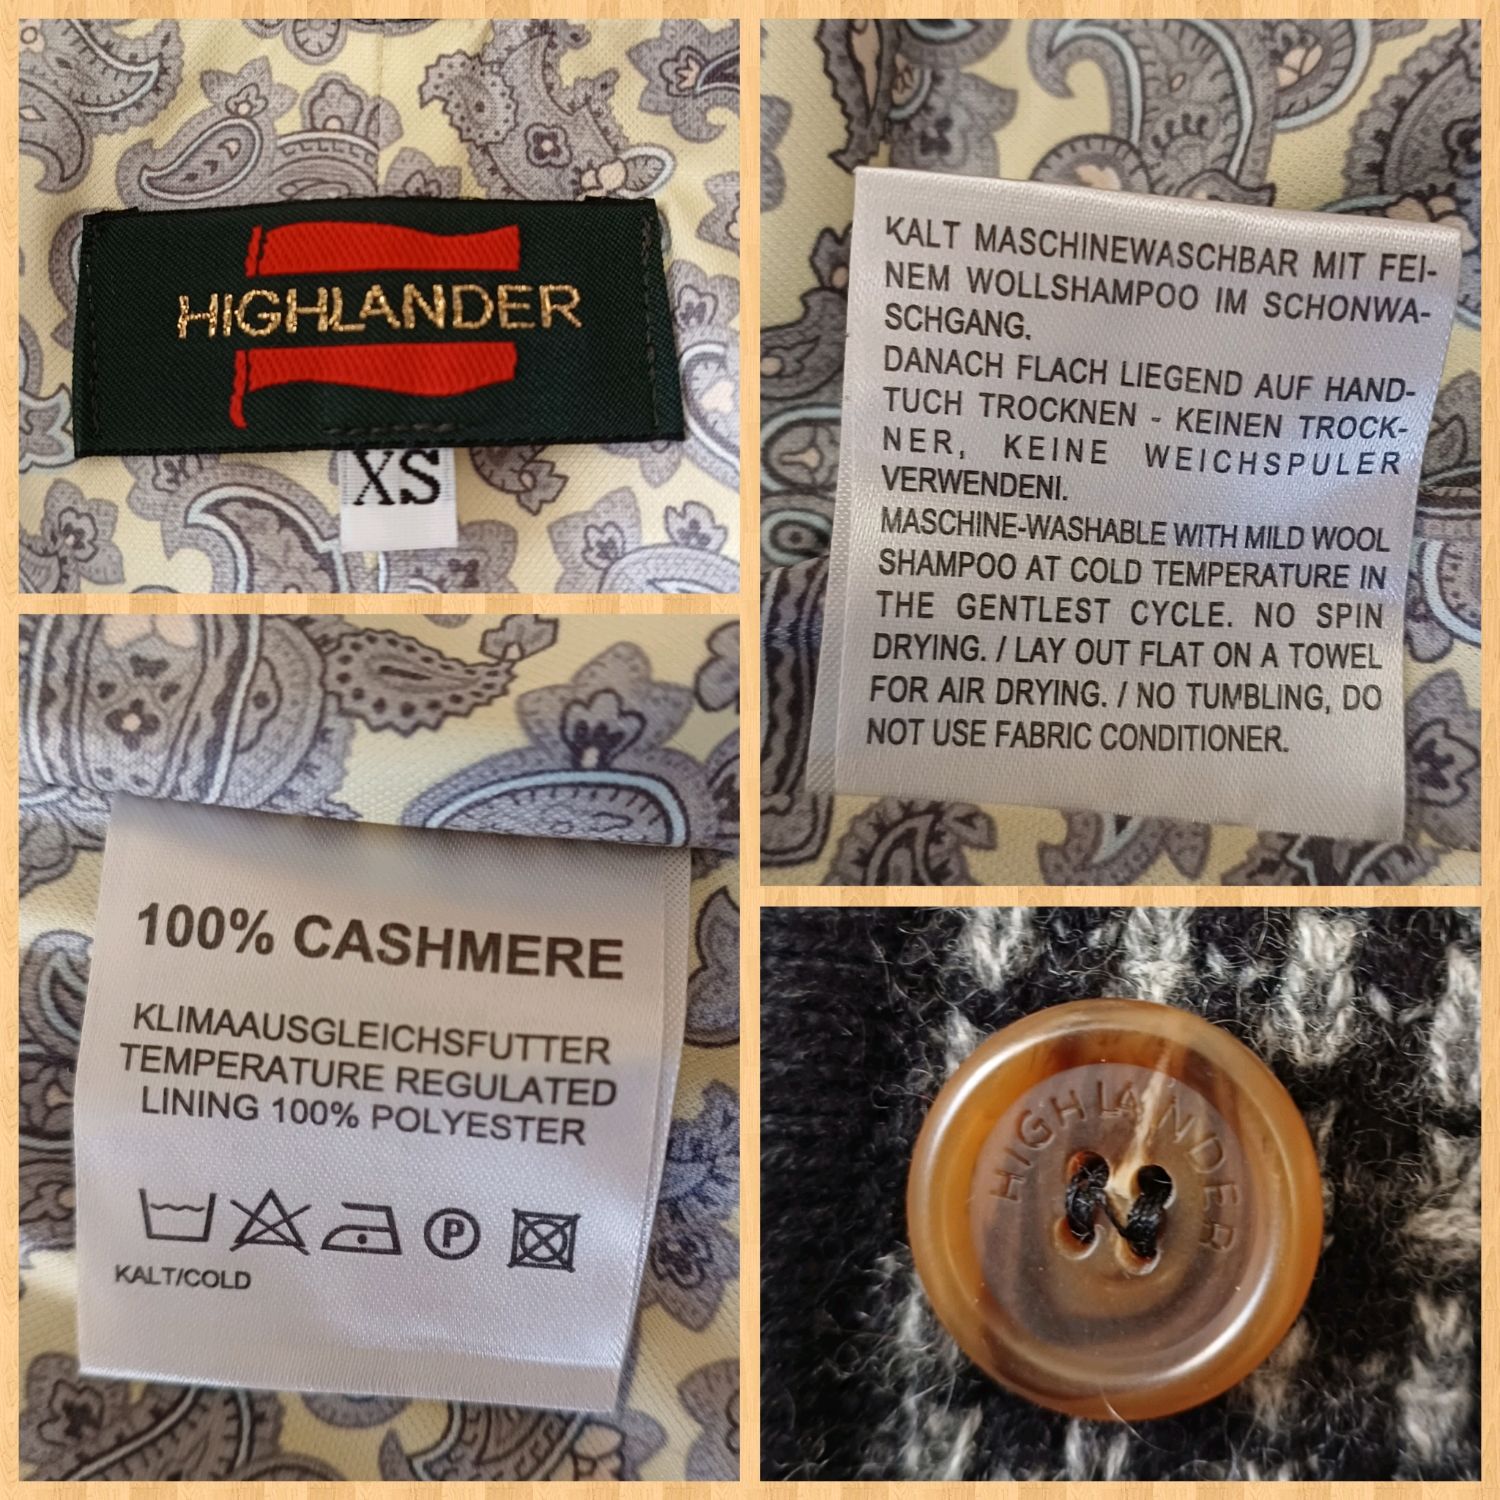 HIGHLANDER
XS
KALT MASCHINEWASCHBAR MIT FEI-
NEM WOLLSHAMPOO IM SCHONWA-
SCHGANG.
DANACH FLACH LIEGEND AUF HAND-
TUCH TROCKNEN - KEINEN TROCK-
NER, KEINE WEICHSPULER
VERWENDENI.
MASCHINE-WASHABLE WITH MILD WOOL
SHAMPOO AT COLD TEMPERATURE IN
THE GENTLEST CYCLE. NO SPIN
DRYING. / LAY OUT FLAT ON A TOWEL
FOR AIR DRYING. / NO TUMBLING, DO
NOT USE FABRIC CONDITIONER.
100% CASHMERE
KLIMAAUSGLEICHSFUTTER
TEMPERATURE REGULATED
LINING 100% POLYESTER
P
KALT/COLD
HIGHLANDER